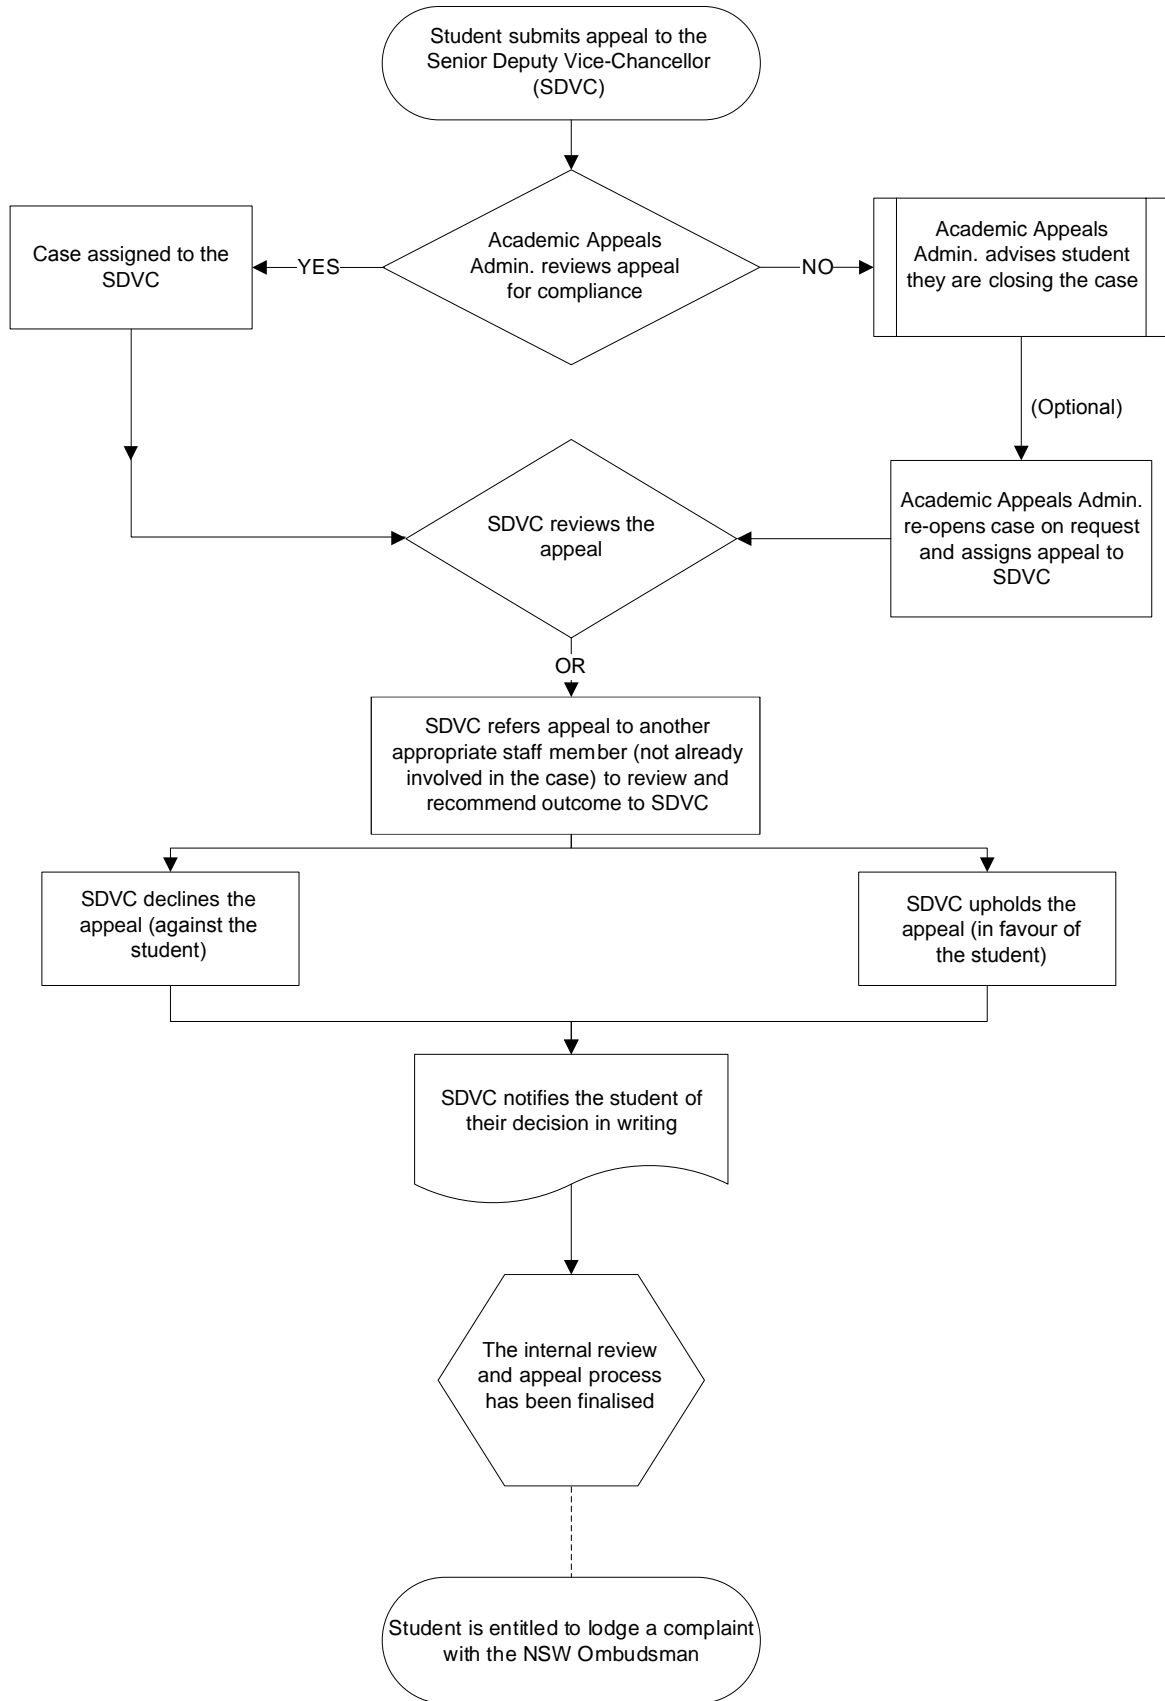 Student submits appeal to the
Senior Deputy Vice-Chancellor
(SDVC)
Case assigned to the
SDVC
YES
Academic Appeals
Admin. reviews appeal
for compliance
NO
Academic Appeals
Admin. advises student
they are closing the case
(Optional)
SDVC reviews the
appeal
Academic Appeals Admin.
re-opens case on request
and assigns appeal to
SDVC
OR
SDVC refers appeal to another
appropriate staff member (not already
involved in the case) to review and
recommend outcome to SDVC
SDVC declines the
appeal (against the
student)
SDVC upholds the
appeal (in favour of
the student)
SDVC notifies the student of
their decision in writing
The internal review
and appeal process
has been finalised
Student is entitled to lodge a complaint
with the NSW Ombudsman